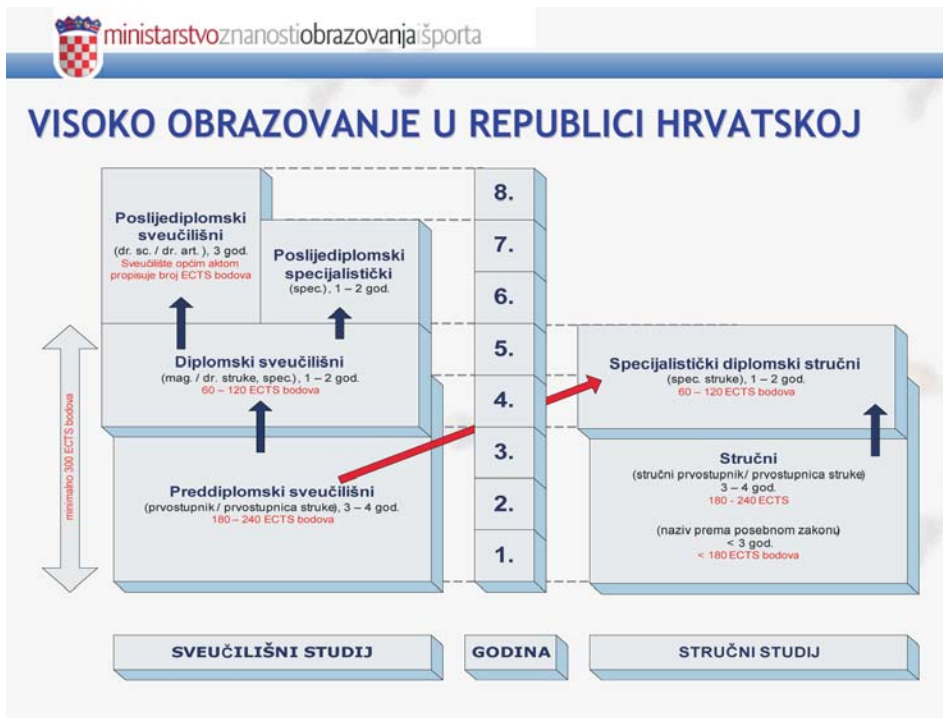 ministarstvoznanostiobrazovanjaišporta
VISOKO OBRAZOVANJE U REPUBLICI HRVATSKOJ
Poslijediplomski
sveučilišni
(dr. sc. / dr. art. ), 3 god.
Sveučilište općim aktom
propisuje broj ECTS bodova
Poslijediplomski
specijalistički
(spec.), 1 – 2 god.
Diplomski sveučilišni
(mag. / dr. struke, spec.), 1 – 2 god.
60 – 120 ECTS bodova
Preddiplomski sveučilišni
(prvostupnik / prvostupnica struke), 3 – 4 god.
180 – 240 ECTS bodova
minimalno 300 ECTS bodova
8.
7.
6.
5.
4.
3.
2.
1.
Specijalistički diplomski stručni
(spec. struke), 1 – 2 god.
60 – 120 ECTS bodova
Stručni
(stručni prvostupnik/ prvostupnica struke)
3 – 4 god.
180 - 240 ECTS
(naziv prema posebnom zakonu)
< 3 god.
< 180 ECTS bodova
SVEUČILIŠNI STUDIJ
GODINA
STRUČNI STUDIJ